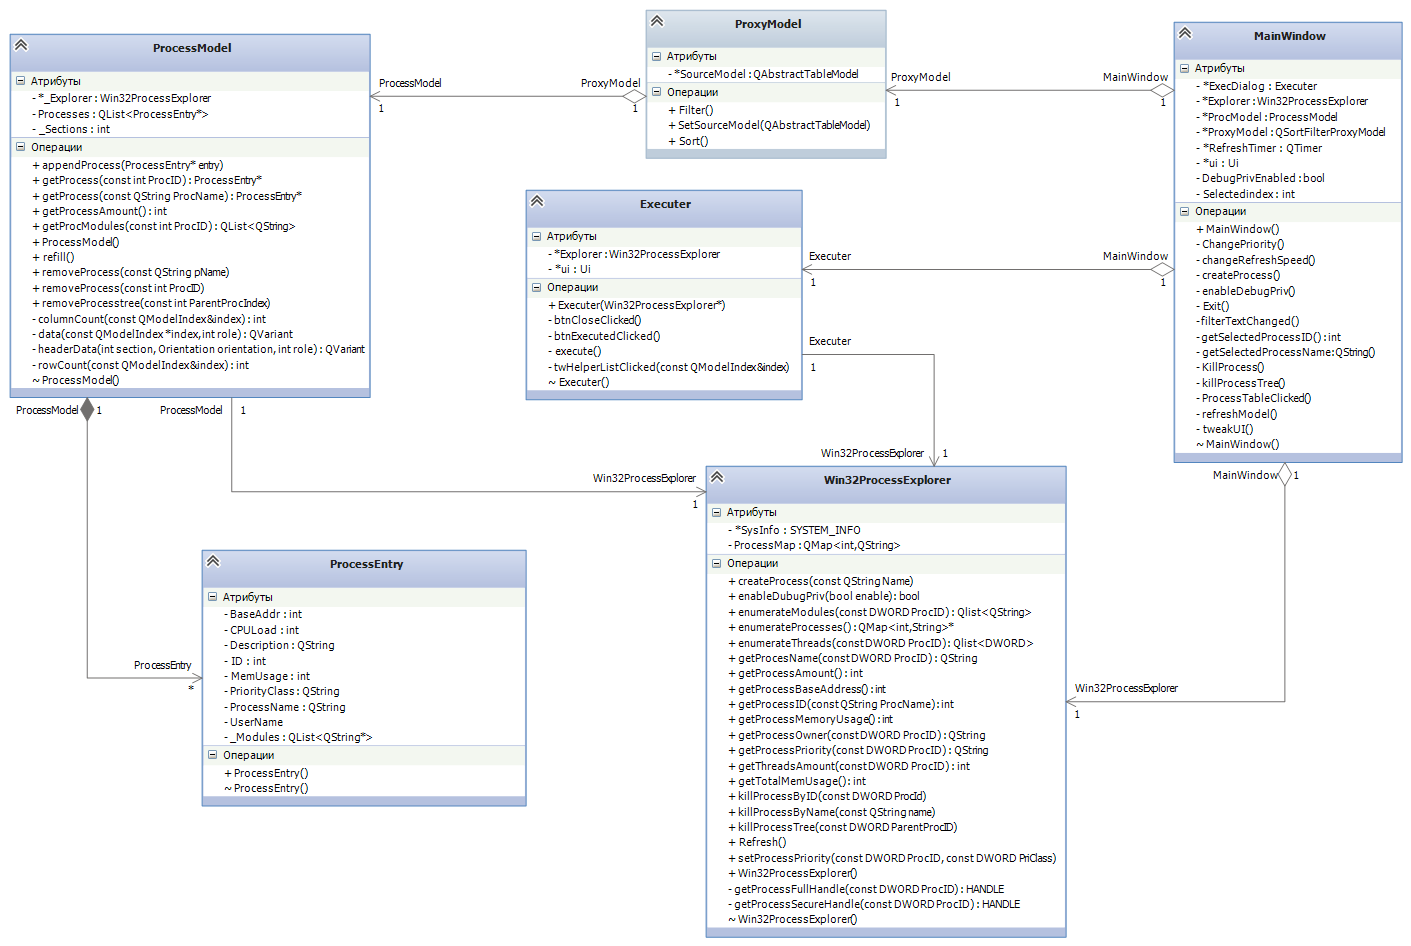 ProcessModel
Атрибуты
- *_Explorer : Win32ProcessExplorer
- Processes : QList<ProcessEntry*>
- _Sections : int
Операции
+ appendProcess(ProcessEntry* entry)
+ getProcess(const int ProcID) : ProcessEntry*
+ getProcess(const QString ProcName) : ProcessEntry*
+ getProcessAmount() : int
+ getProcModules(const int ProcID) : QList<QString>
+ ProcessModel()
+ refill()
+ removeProcess(const QString pName)
+ removeProcess(const int ProcID)
+ removeProcesstree(const int ParentProcIndex)
- columnCount(const QModelIndex&index) : int
- data(const QModelIndex *index,int role) : QVariant
- headerData(int section, Orientation orientation, int role) : QVariant
- rowCount(const QModelIndex&index) : int
~ ProcessModel()
ProcessModel
1
ProxyModel
1
ProxyModel
Атрибуты
- *SourceModel : QAbstractTableModel
Операции
+ Filter()
+ SetSourceModel(QAbstractTableModel)
+ Sort()
ProxyModel
1
MainWindow
1
MainWindow
Атрибуты
- *ExecDialog : Executer
- *Explorer : Win32ProcessExplorer
- *ProcModel : ProcessModel
- *ProxyModel : QSortFilterProxyModel
- *RefreshTimer : QTimer
- *ui : Ui
- DebugPrivEnabled : bool
- Selectedindex : int
Операции
+ MainWindow()
- ChangePriority()
- changeRefreshSpeed()
- createProcess()
- enableDebugPriv()
- Exit()
-filterTextChanged()
- getSelectedProcessID() : int
- getSelectedProcessName:QString()
- KillProcess()
- killProcessTree()
- ProcessTableClicked()
- refreshModel()
- tweakUI()
~ MainWindow()
Executer
Атрибуты
- *Explorer : Win32ProcessExplorer
- *ui : Ui
Операции
+ Executer(Win32ProcessExplorer*)
- btnCloseClicked()
- btnExecutedClicked()
- execute()
- twHelperListClicked(const QModelIndex&index)
~ Executer()
Executer
1
MainWindow
1
Executer
1
Win32ProcessExplorer
1
ProcessModel
1
ProcessModel
1
Win32ProcessExplorer
1
MainWindow
1
Win32ProcessExplorer
Атрибуты
- *SysInfo : SYSTEM_INFO
- ProcessMap : QMap<int,QString>
Операции
+ createProcess(const QString Name)
+ enableDubugPriv(bool enable) : bool
+ enumerateModules(const DWORD ProcID) : Qlist<QString>
+ enumerateProcesses() : QMap<int,String>*
+ enumerateThreads(const DWORD ProcID) : Qlist<DWORD>
+ getProcesName(const DWORD ProcID) : QString
+ getProcessAmount() : int
+ getProcessBaseAddress() : int
+ getProcessID(const QString ProcName) : int
+ getProcessMemoryUsage() : int
+ getProcessOwner(const DWORD ProcID) : QString
+ getProcessPriority(const DWORD ProcID) : QString
+ getThreadsAmount(const DWORD ProcID) : int
+ getTotalMemUsage() : int
+ killProcessByID(const DWORD ProcId)
+ killProcessByName(const QString name)
+ killProcessTree(const DWORD ParentProcID)
+ Refresh()
+ setProcessPriority(const DWORD ProcID, const DWORD PriClass)
+ Win32ProcessExplorer()
- getProcessFullHandle(const DWORD ProcID) : HANDLE
- getProcessSecureHandle(const DWORD ProcID) : HANDLE
~ Win32ProcessExplorer()
Win32ProcessExplorer
1
ProcessEntry
*
ProcessEntry
Атрибуты
- BaseAddr : int
- CPULoad : int
- Description : QString
- ID : int
- MemUsage : int
- PriorityClass : QString
- ProcessName : QString
- UserName
- _Modules : QList<QString*>
Операции
+ ProcessEntry()
~ ProcessEntry()